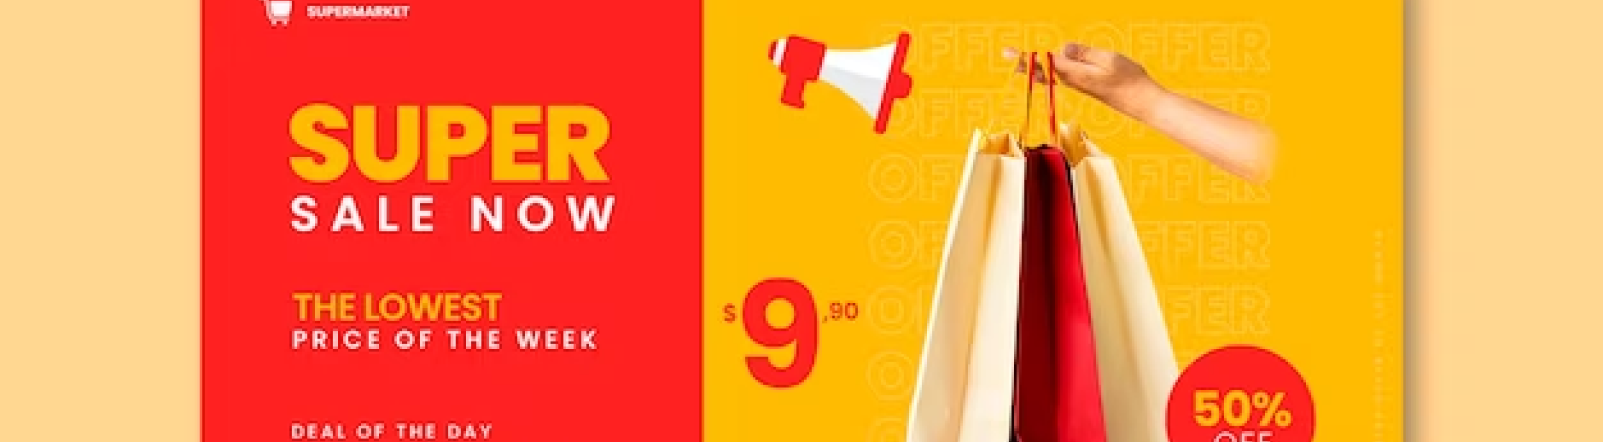 SUPERMARKET
SUPER
SALE NOW
THE LOWEST
PRICE OF THE WEEK
DEAL OF THE DAY
OFFER OFFER
OFFER OFFER
OFFER
OFFER
OFFER
$9,90
50%
OFF